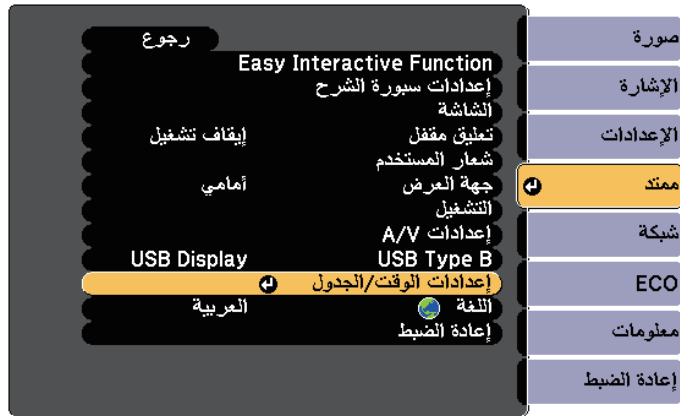 صورة
الإشارة
الإعدادات
ممتد
شبكة
ECO
معلومات
إعادة الضبط
رجوع
Easy Interactive Function
إعدادات سبورة الشرح
الشاشة
تعليق مقفل إيقاف تشغيل
شعار المستخدم
جهة العرض أمامي
التشغيل
إعدادات A/V
USB Type B USB Display
إعدادات الوقت/الجدول
اللغة العربية
إعادة الضبط